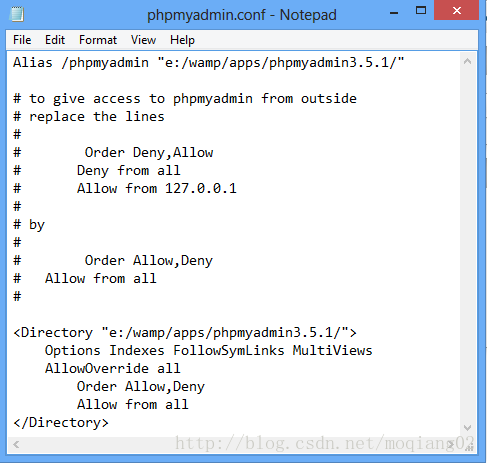 phpmyadmin.conf - Notepad
File Edit Format View Help
Alias /phpmyadmin "e:/wamp/apps/phpmyadmin3.5.1/"
# to give access to phpmyadmin from outside
# replace the lines
#
#        Order Deny,Allow
#       Deny from all
#       Allow from 127.0.0.1
#
# by
#
#        Order Allow,Deny
#   Allow from all
#
<Directory "e:/wamp/apps/phpmyadmin3.5.1/">
    Options Indexes FollowSymLinks MultiViews
    AllowOverride all
        Order Allow,Deny
        Allow from all
</Directory>
http://blog.csdn.net/moqiang02